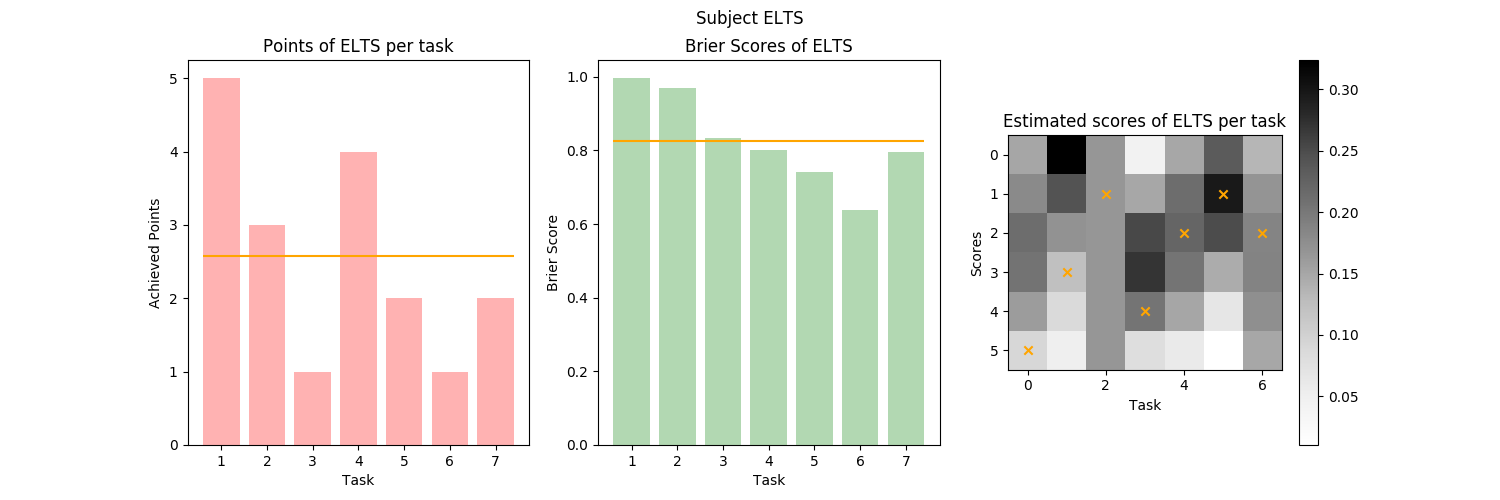 Subject ELTS
Points of ELTS per task
Achieved Points
5
4
3
2
1
0
1 2 3 4 5 6 7
Task
Brier Scores of ELTS
Brier Score
1.0
0.8
0.6
0.4
0.2
0.0
1 2 3 4 5 6 7
Task
Estimated scores of ELTS per task
Scores
0
1
2
3
4
5
0 2 4 6
Task
0.30
0.25
0.20
0.15
0.10
0.05